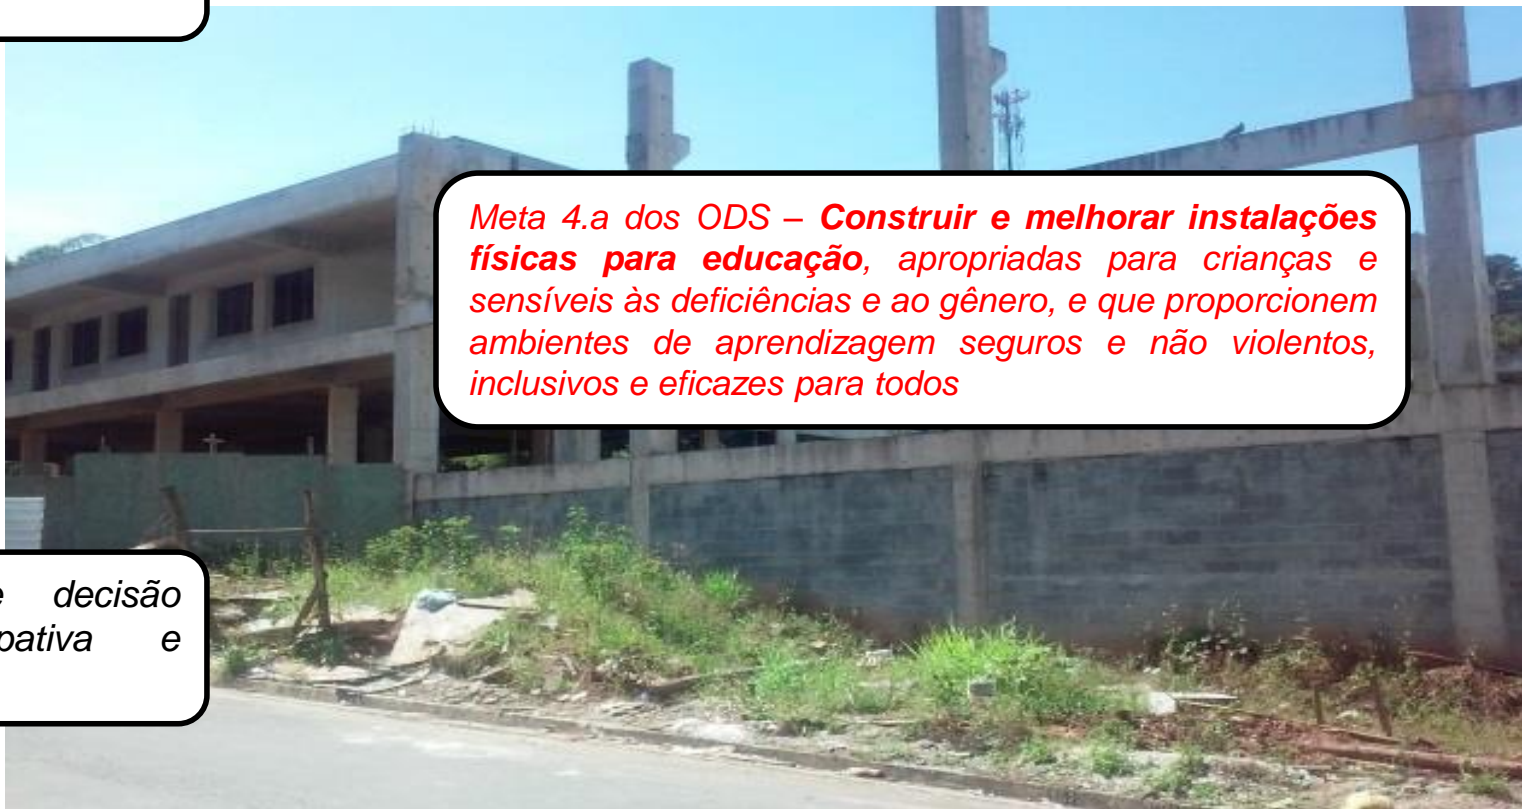 Meta 4.a dos ODS – Construir e melhorar instalações
físicas para educação, apropriadas para crianças e
sensíveis às deficiências e ao gênero, e que proporcionem
ambientes de aprendizagem seguros e não violentos,
inclusivos e eficazes para todos
e decisão
pativa e